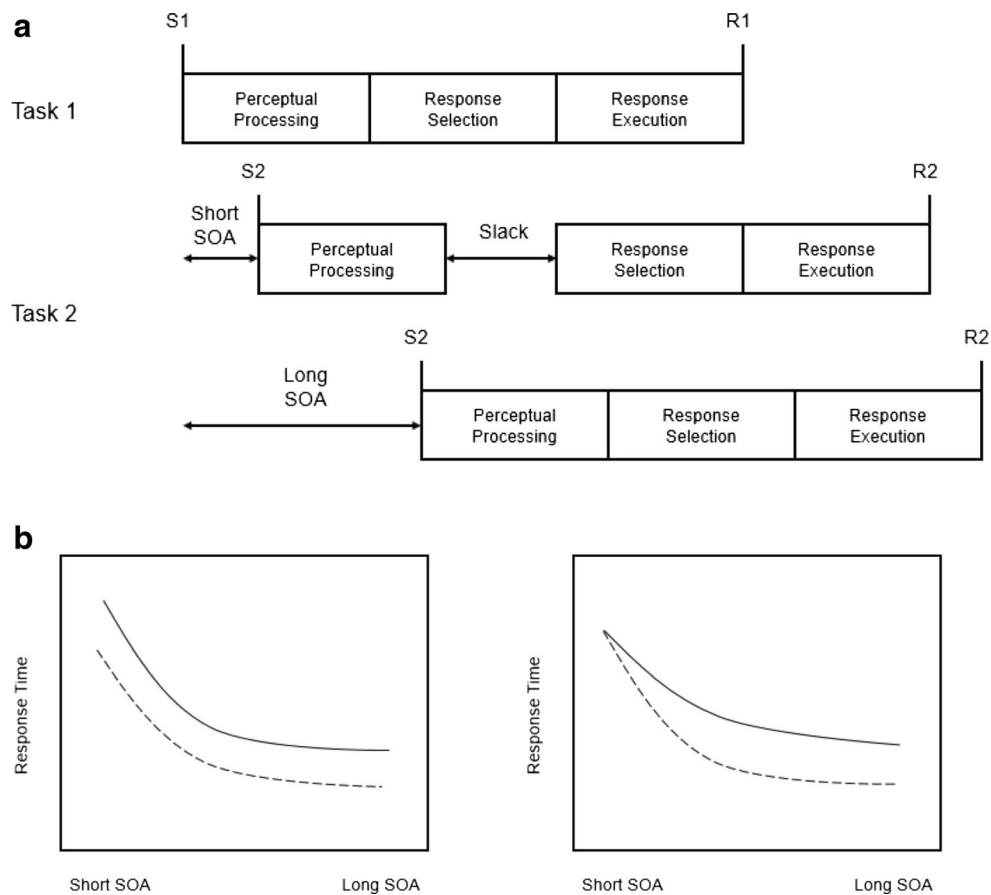 a
S1
R1
Task 1
Perceptual
Processing
Response
Selection
Response
Execution
S2
R2
Short
SOA
Perceptual
Processing
Slack
Response
Selection
Response
Execution
Task 2
S2
R2
Long
SOA
Perceptual
Processing
Response
Selection
Response
Execution
b
Response Time
Short SOA
Long SOA
Response Time
Short SOA
Long SOA